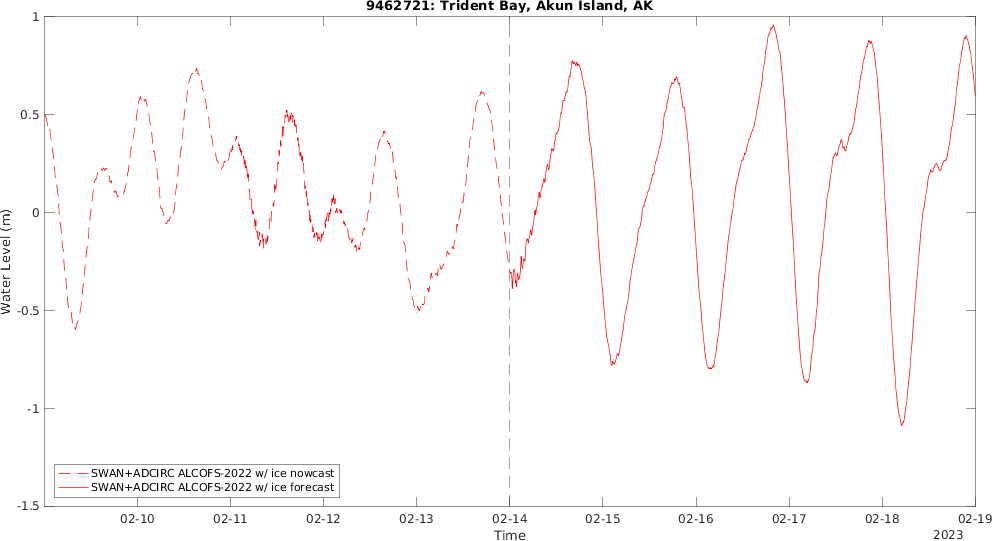 9462721: Trident Bay, Akun Island, AK
1
0.5
0
-0.5
-1
-1.5
Water Level (m)
SWAN+ADCIRC ALCOFS-2022 w/ ice nowcast
SWAN+ADCIRC ALCOFS-2022 w/ ice forecast
02-10 02-11 02-12 02-13 02-14 02-15 02-16 02-17 02-18 02-19
Time
2023